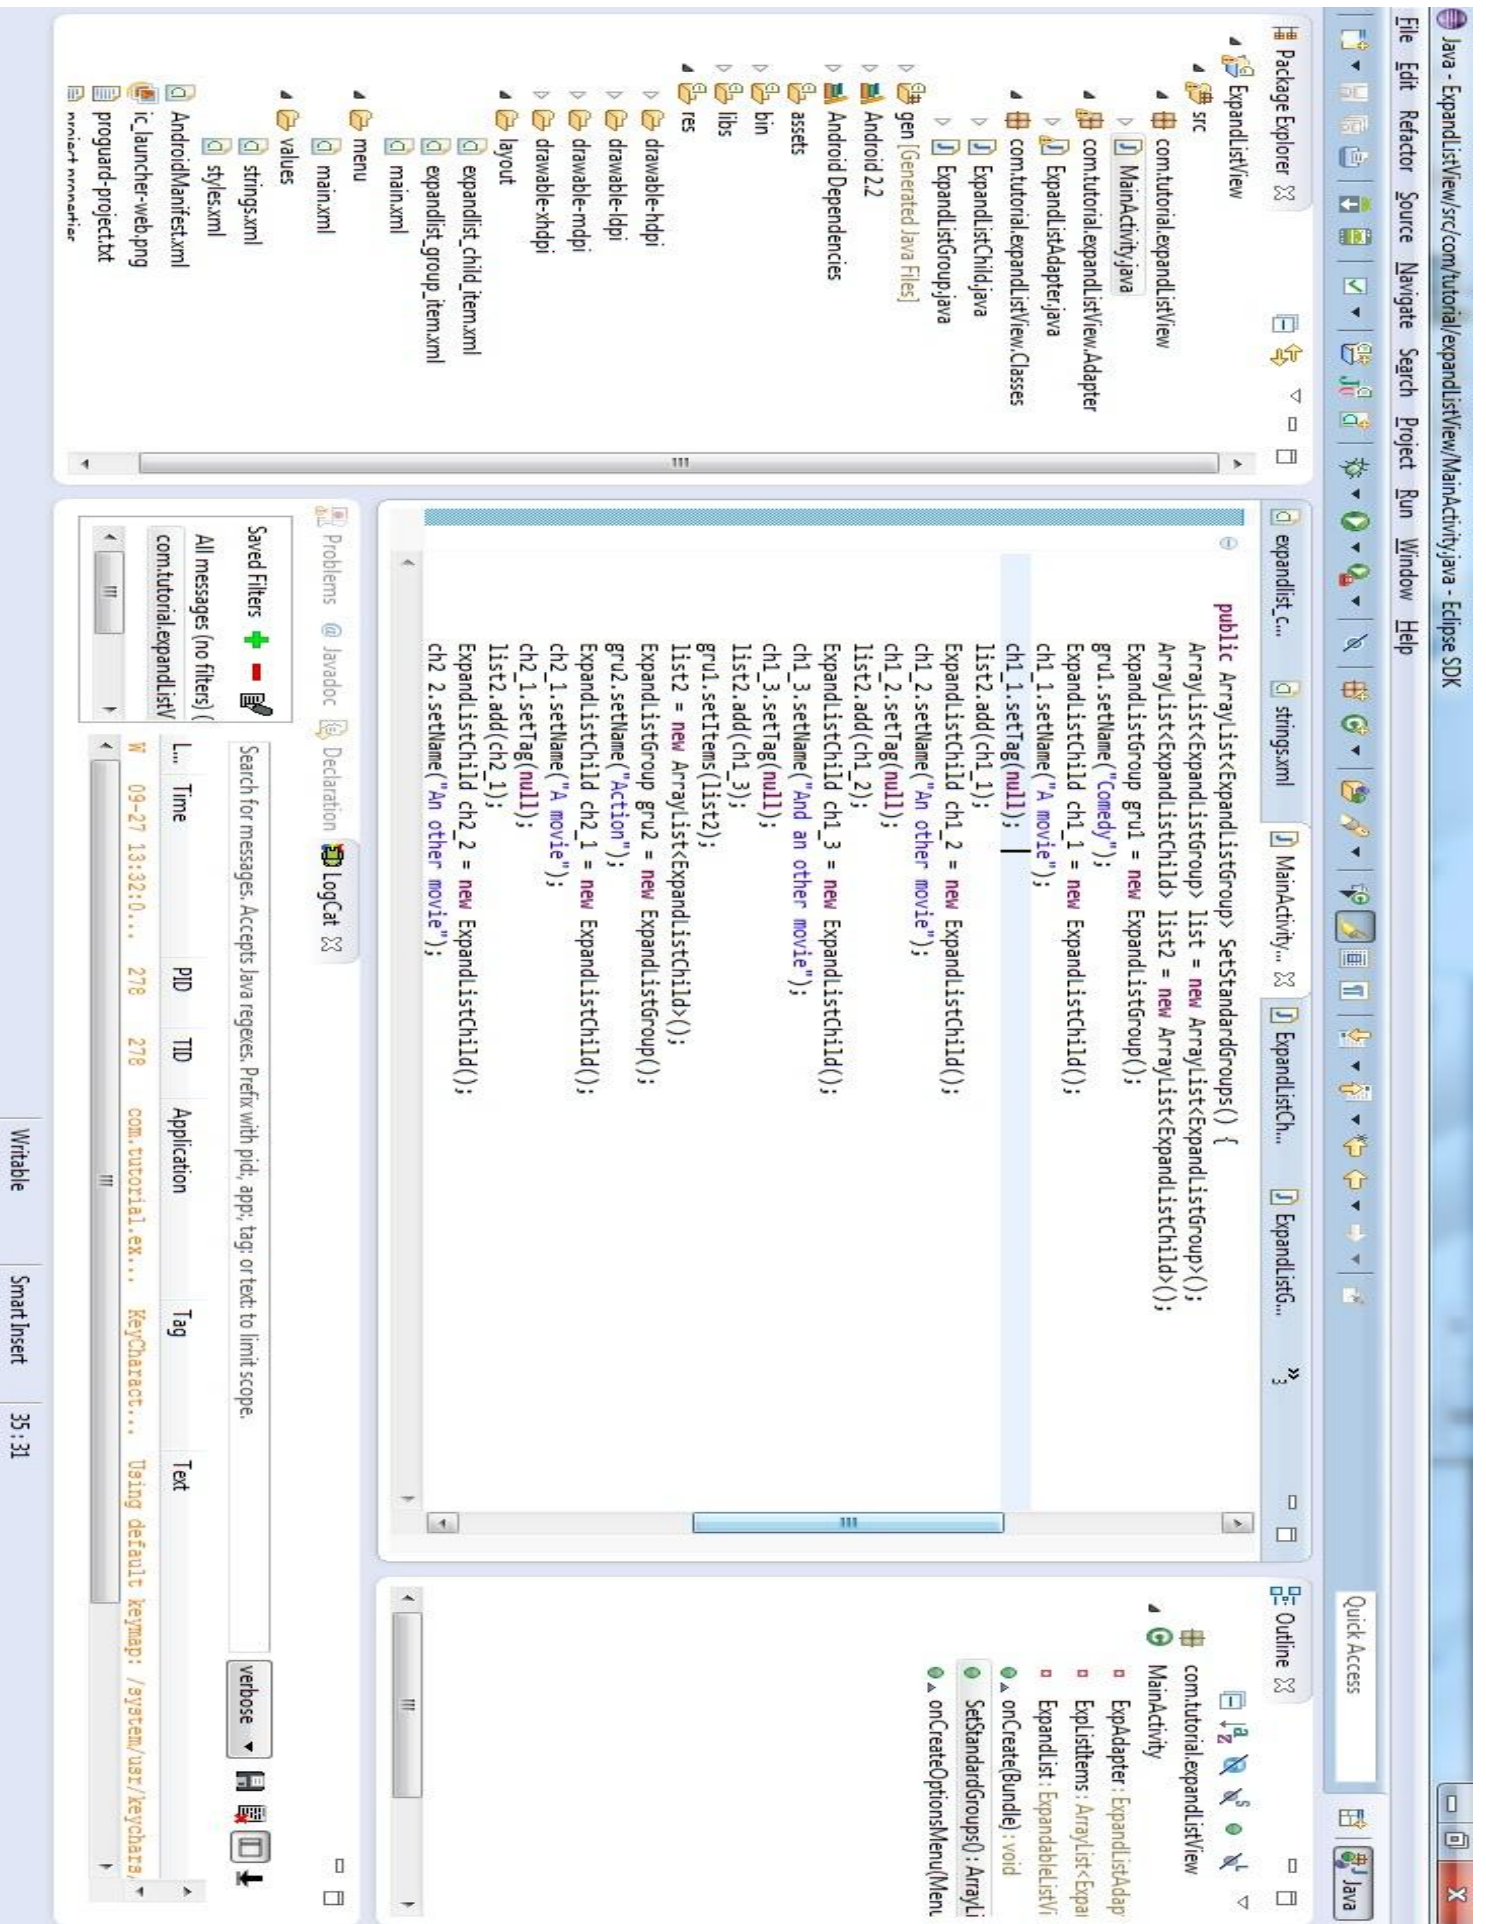 Java - ExpandListView/src/com/tutorial/expandListView/MainActivity.java - Eclipse SDK
File Edit Refactor Source Navigate Search Project Run Window Help
Quick Access
Java
Package Explorer
ExpandListView
src
com.tutorial.expandListView
MainActivity.java
com.tutorial.expandListView.Adapter
ExpandListAdapter.java
com.tutorial.expandListView.Classes
ExpandListChild.java
ExpandListGroup.java
gen [Generated Java Files]
Android 2.2
Android Dependencies
assets
bin
libs
res
drawable-hdpi
drawable-ldpi
drawable-mdpi
drawable-xhdpi
layout
expandlist_child_item.xml
expandlist_group_item.xml
main.xml
menu
main.xml
values
strings.xml
styles.xml
AndroidManifest.xml
ic_launcher-web.png
proguard-project.txt
project.properties
expandlist_c... strings.xml MainActivity... ExpandListCh... ExpandListG... »3
public ArrayList<ExpandListGroup> SetStandardGroups() {
ArrayList<ExpandListGroup> list = new ArrayList<ExpandListGroup>();
ArrayList<ExpandListChild> list2 = new ArrayList<ExpandListChild>();
ExpandListGroup gru1 = new ExpandListGroup();
gru1.setName("Comedy");
ExpandListChild ch1_1 = new ExpandListChild();
ch1_1.setName("A movie");
ch1_1.setTag(null);
list2.add(ch1_1);
ExpandListChild ch1_2 = new ExpandListChild();
ch1_2.setName("An other movie");
ch1_2.setTag(null);
list2.add(ch1_2);
ExpandListChild ch1_3 = new ExpandListChild();
ch1_3.setName("And an other movie");
ch1_3.setTag(null);
list2.add(ch1_3);
gru1.setItems(list2);
list2 = new ArrayList<ExpandListChild>();
ExpandListGroup gru2 = new ExpandListGroup();
gru2.setName("Action");
ExpandListChild ch2_1 = new ExpandListChild();
ch2_1.setName("A movie");
ch2_1.setTag(null);
list2.add(ch2_1);
ExpandListChild ch2_2 = new ExpandListChild();
ch2_2.setName("An other movie");
Outline
com.tutorial.expandListView
MainActivity
ExpAdapter : ExpandListAdap
ExpListItems : ArrayList<Expa
ExpandList : ExpandableListVi
onCreate(Bundle) : void
SetStandardGroups() : ArrayLi
onCreateOptionsMenu(Menu
Problems @ Javadoc Declaration LogCat
Saved Filters
All messages (no filters) (
com.tutorial.expandListV
Search for messages. Accepts Java regexes. Prefix with pid:, app:, tag: or text: to limit scope.
verbose
L... Time PID TID Application Tag Text
W 09-27 13:32:0... 278 278 com.tutorial.ex... KeyCharact... Using default keymap: /system/usr/keychars/
Writable Smart Insert 35 : 31